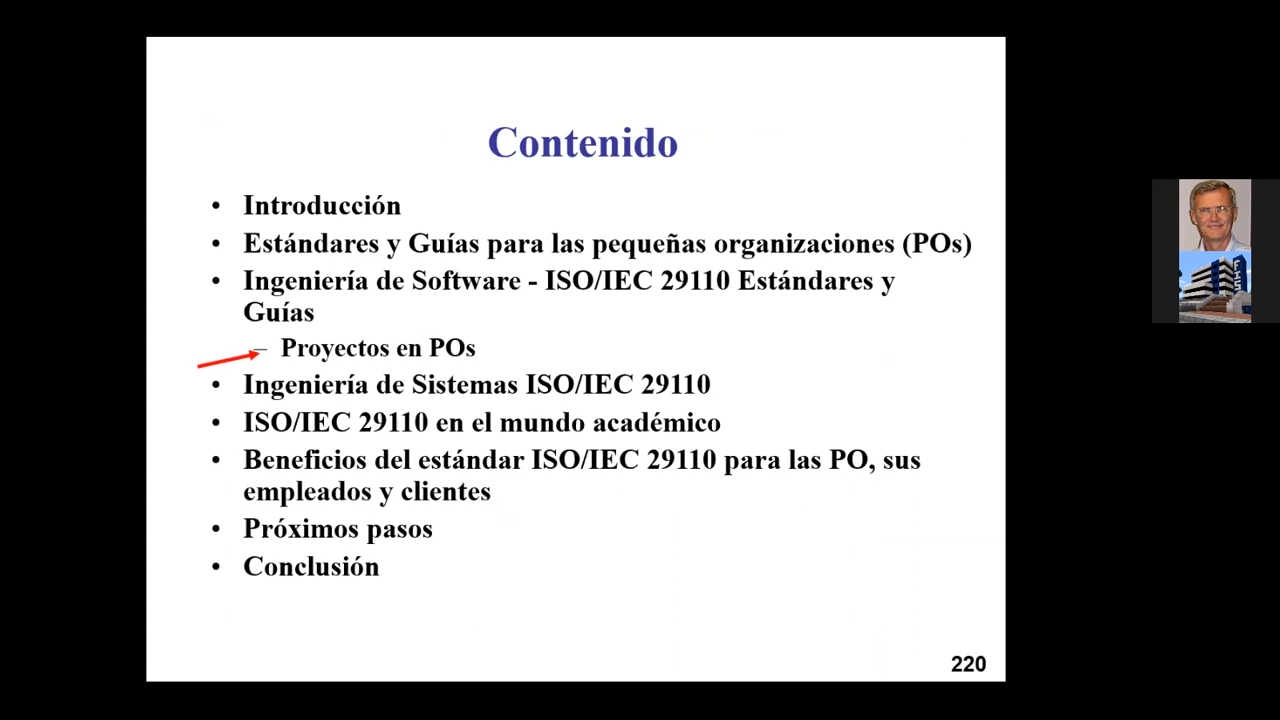 Contenido
• Introducción
• Estándares y Guías para las pequeñas organizaciones (POs)
• Ingeniería de Software - ISO/IEC 29110 Estándares y
Guías
– Proyectos en POs
• Ingeniería de Sistemas ISO/IEC 29110
• ISO/IEC 29110 en el mundo académico
• Beneficios del estándar ISO/IEC 29110 para las PO, sus
empleados y clientes
• Próximos pasos
• Conclusión
220